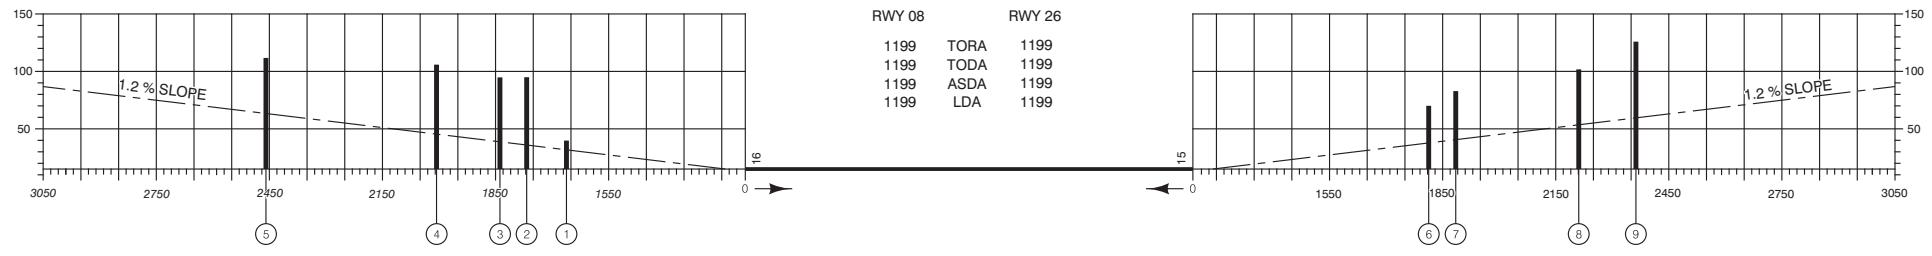 RWY 08 RWY 26
1199 TORA 1199
1199 TODA 1199
1199 ASDA 1199
1199 LDA 1199
150
100
50
1.2 % SLOPE
3050 2750 2450 2150 1850 1550 0
16
5 4 3 2 1
15
150
100
50
1.2 % SLOPE
0 1550 1850 2150 2450 2750 3050
6 7 8 9